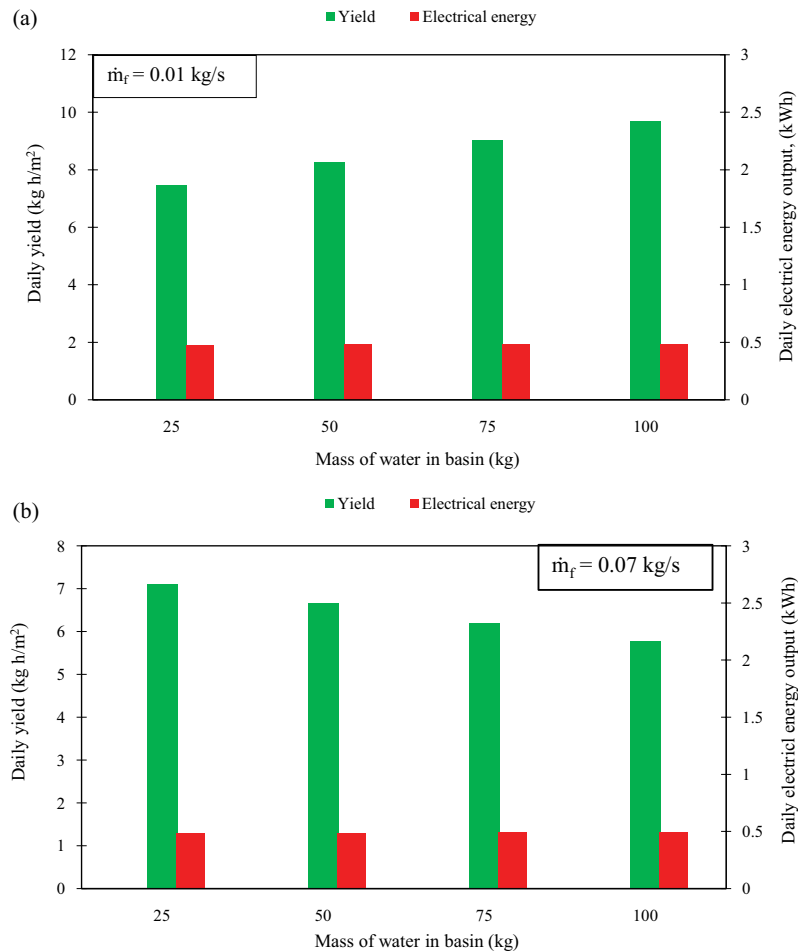 (a)
Yield Electrical energy
ṁf = 0.01 kg/s
12
10
8
6
4
2
0
Daily yield (kg h/m²)
3
2.5
2
1.5
1
0.5
0
Daily electricl energy output, (kWh)
25 50 75 100
Mass of water in basin (kg)
(b)
Yield Electrical energy
ṁf = 0.07 kg/s
8
7
6
5
4
3
2
1
0
Daily yield (kg h/m²)
3
2.5
2
1.5
1
0.5
0
Daily electricl energy output (kWh)
25 50 75 100
Mass of water in basin (kg)